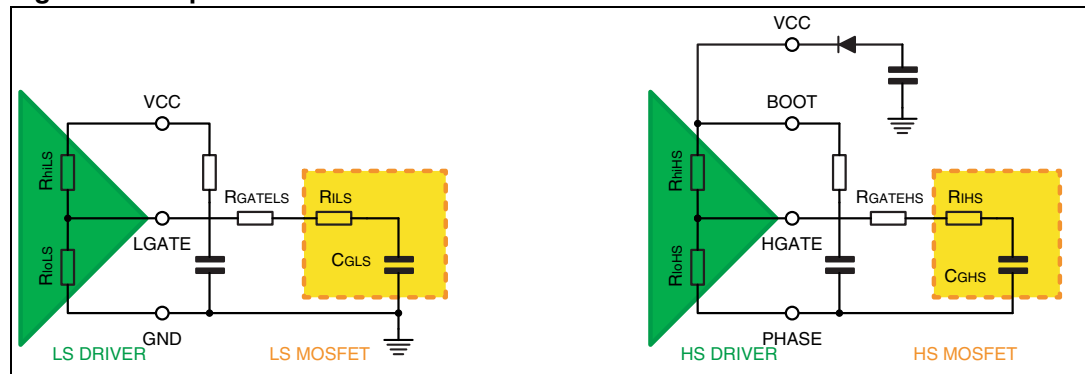 VCC
RhiLS
RGATELS
RILS
LGATE
RloLS
CGLS
GND
LS DRIVER
LS MOSFET
VCC
BOOT
RhiHS
RGATEHS
RIHS
HGATE
RloHS
CGHS
PHASE
HS DRIVER
HS MOSFET